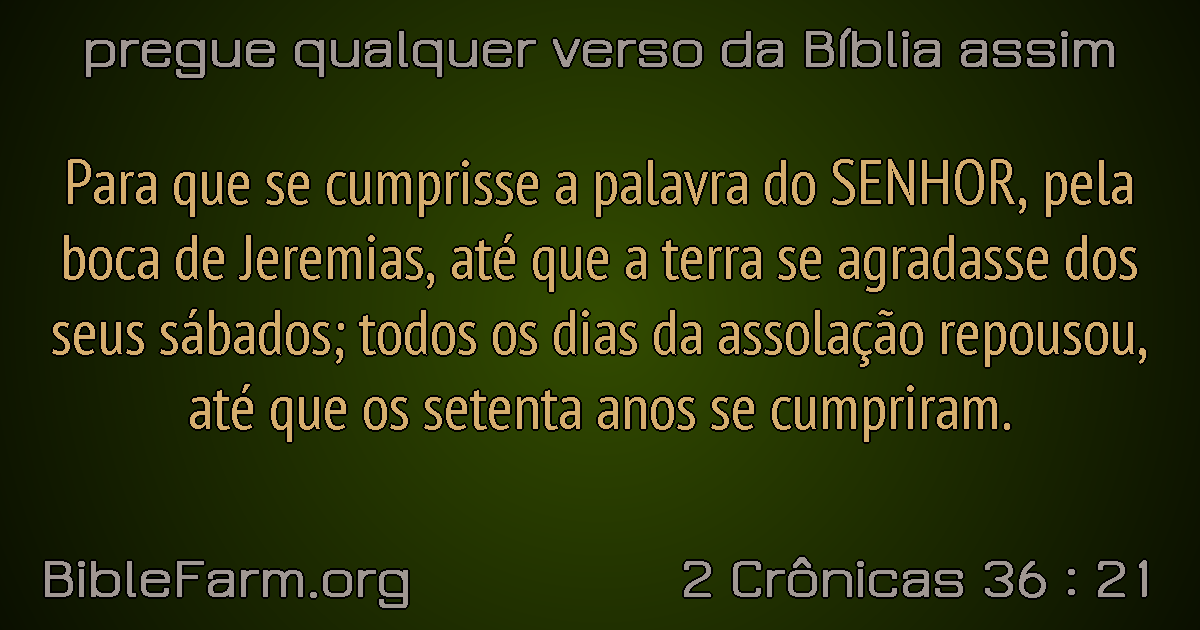 pregue qualquer verso da Bíblia assim
Para que se cumprisse a palavra do SENHOR, pela
boca de Jeremias, até que a terra se agradasse dos
seus sábados; todos os dias da assolação repousou,
até que os setenta anos se cumpriram.
BibleFarm.org
2 Crônicas 36 : 21